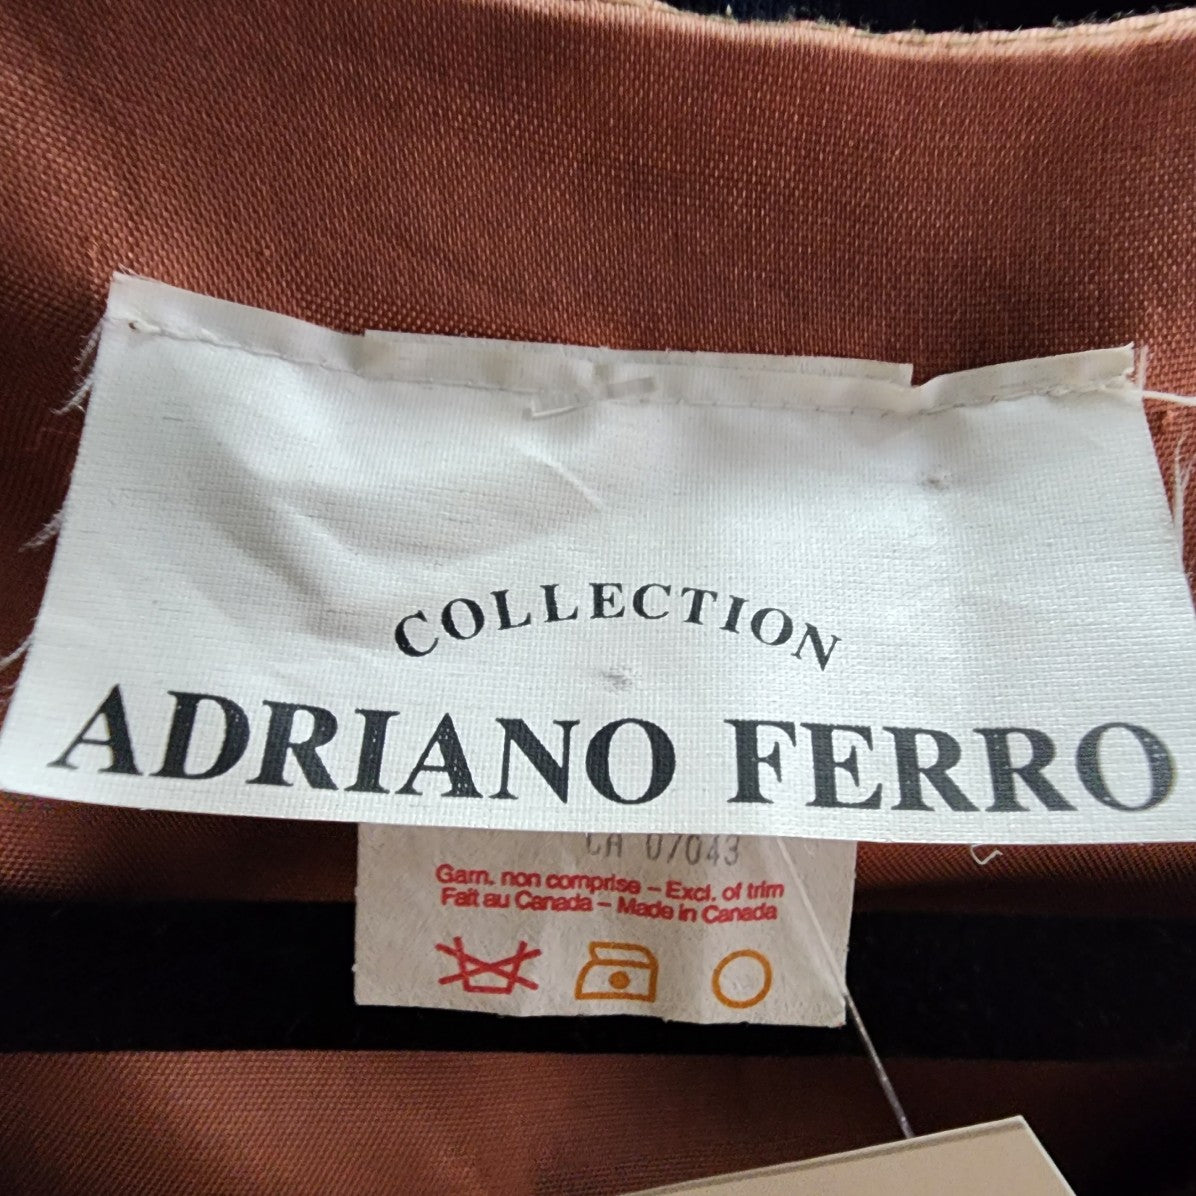 COLLECTION
ADRIANO FERRO
CA 07043
Garn. non comprise – Excl. of trim
Fait au Canada – Made in Canada